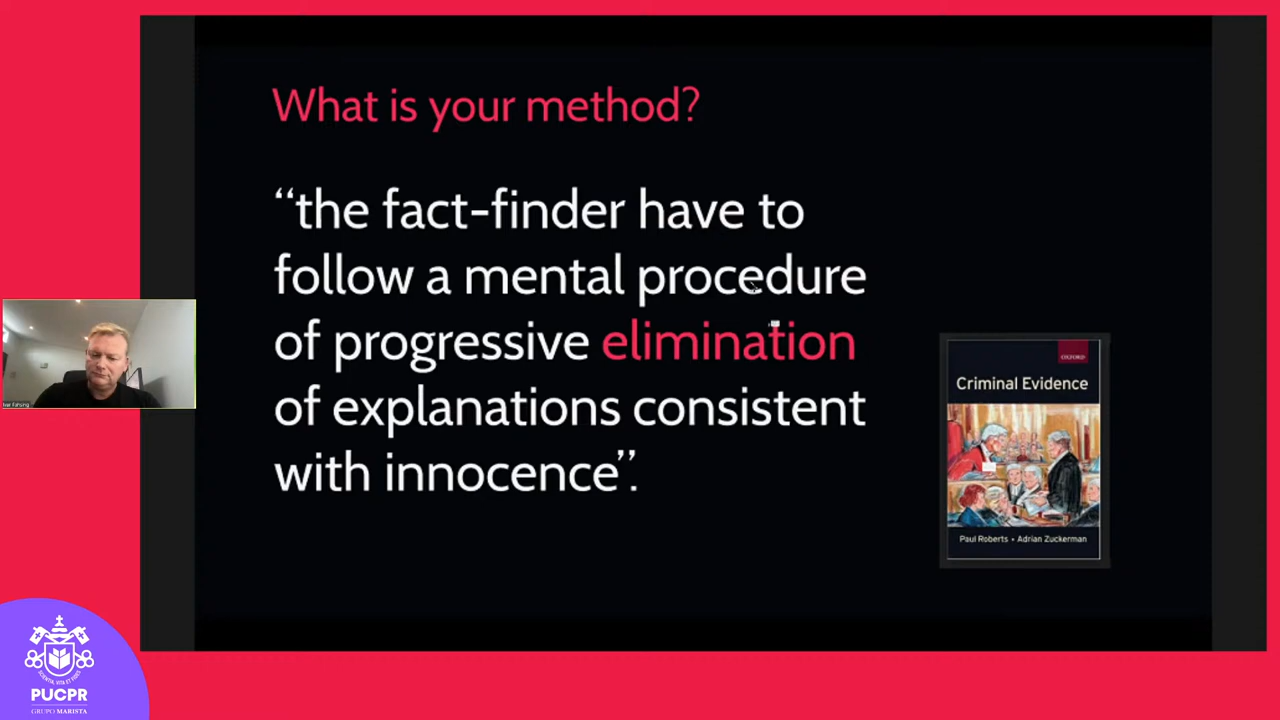 What is your method?
“the fact-finder have to
follow a mental procedure
of progressive elimination
of explanations consistent
with innocence”.
OXFORD
Criminal Evidence
Paul Roberts • Adrian Zuckerman
PUCPR
GRUPO MARISTA